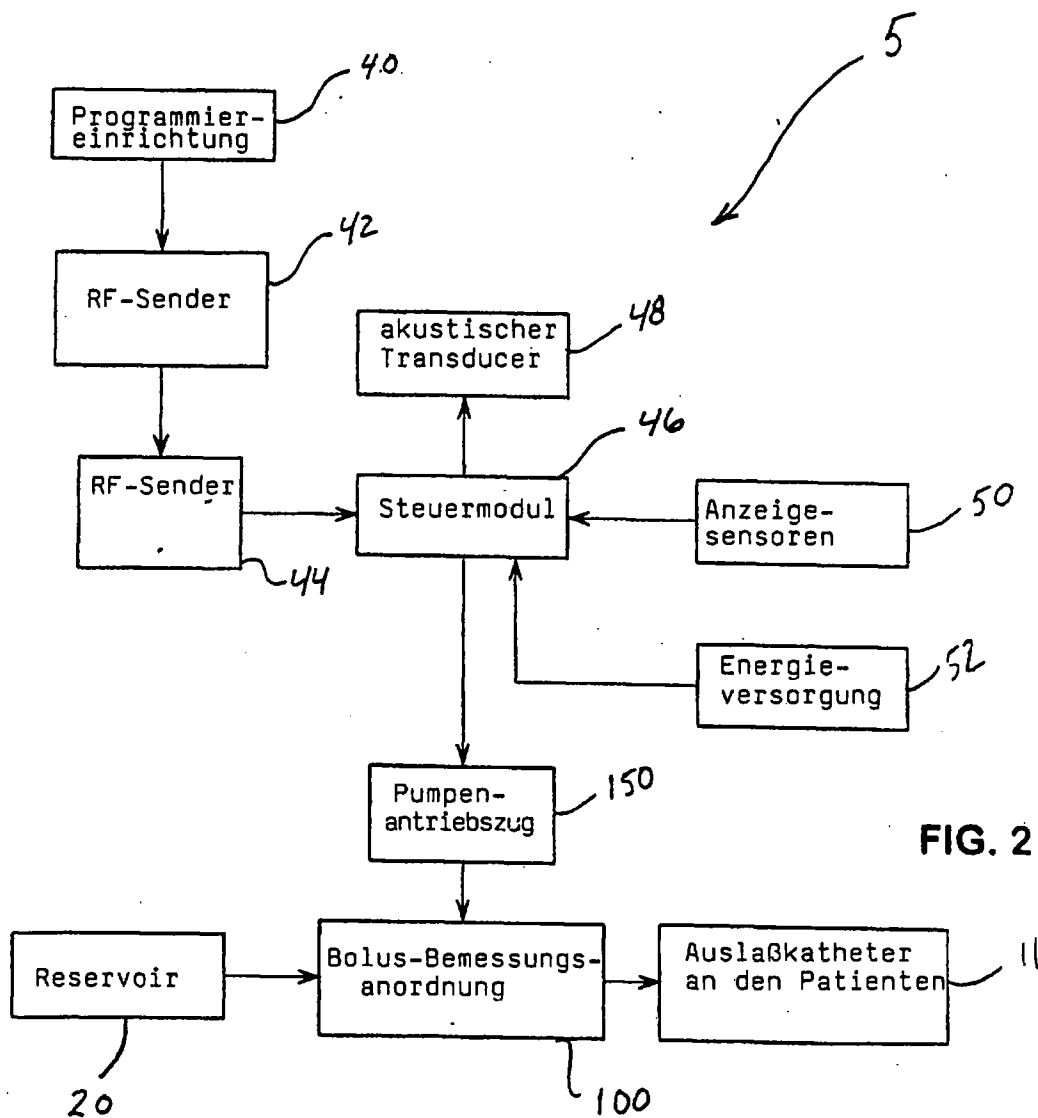 5
40
Programmier-
einrichtung
42
RF-Sender
48
akustischer
Transducer
46
RF-Sender
44
Steuermodul
50
Anzeige-
sensoren
Energie-
versorgung
52
Pumpen-
antriebszug
150
FIG. 2
Reservoir
20
Bolus-Bemessungs-
anordnung
100
Auslaßkatheter
an den Patienten
11